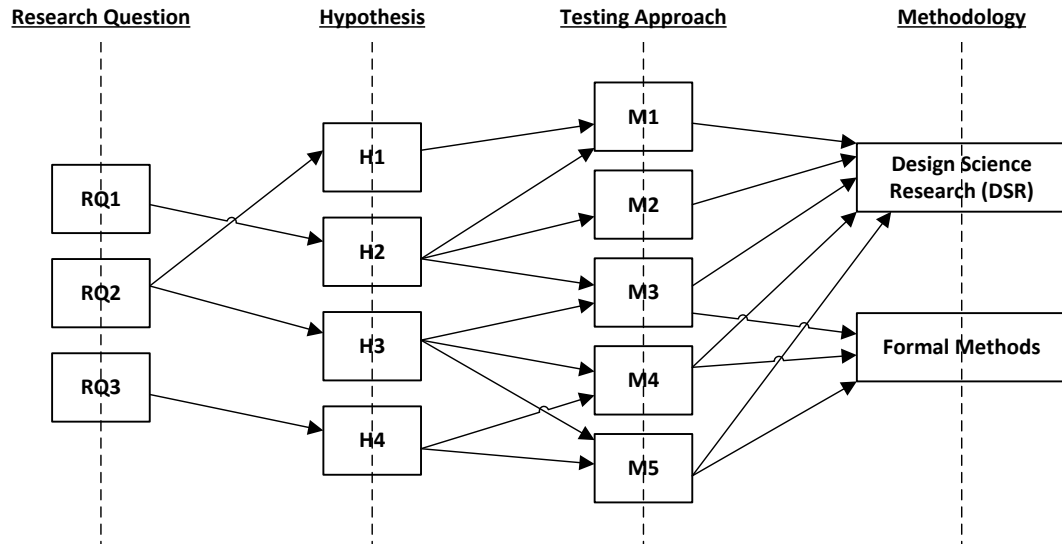 Research Question
Hypothesis
Testing Approach
Methodology
RQ1
RQ2
RQ3
H1
H2
H3
H4
M1
M2
M3
M4
M5
Design Science
Research (DSR)
Formal Methods